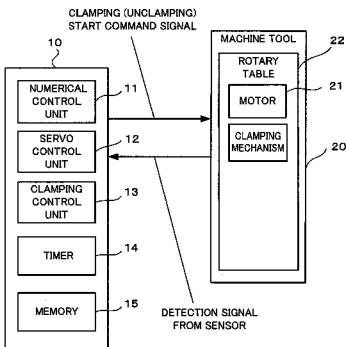 CLAMPING (UNCLAMPING)
START COMMAND SIGNAL
10
NUMERICAL
CONTROL
UNIT
11
SERVO
CONTROL
UNIT
12
CLAMPING
CONTROL
UNIT
13
TIMER
14
MEMORY
15
MACHINE TOOL
22
ROTARY
TABLE
21
MOTOR
CLAMPING
MECHANISM
20
DETECTION SIGNAL
FROM SENSOR